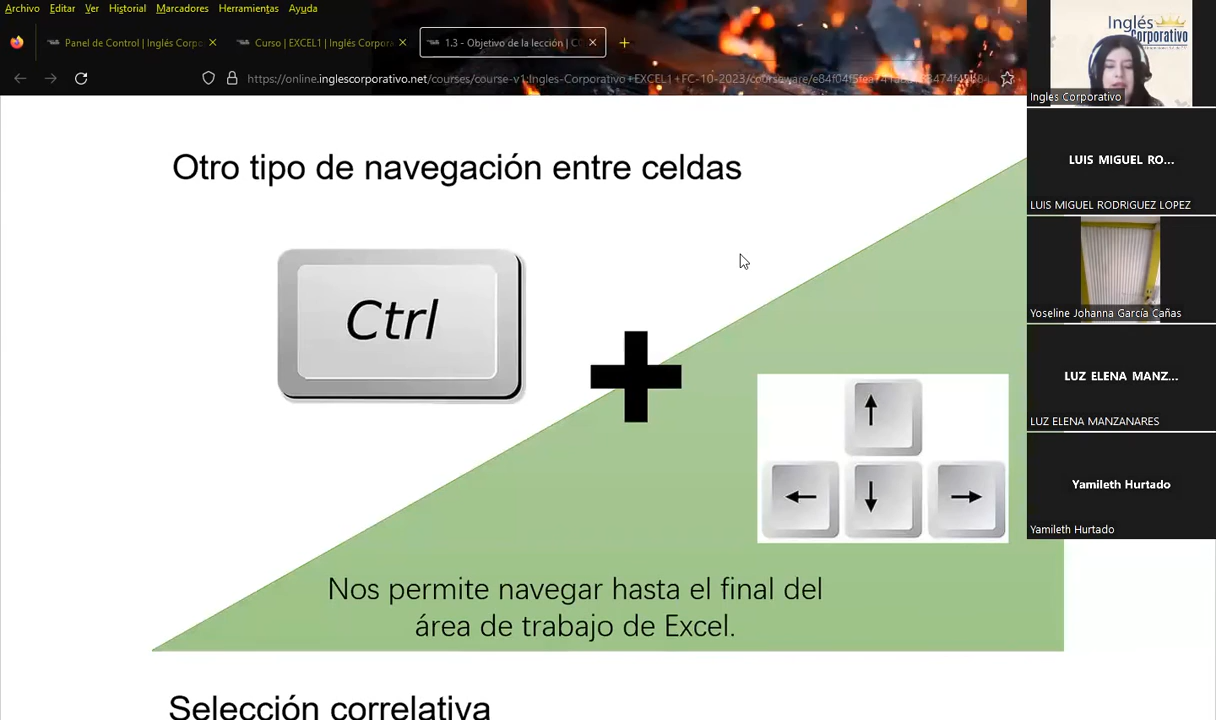 Archivo Editar Ver Historial Marcadores Herramientas Ayuda
Panel de Control | Inglés Corpo
Curso | EXCEL1 | Inglés Corpora
1.3 - Objetivo de la lección | CO
https://online.inglescorporativo.net/courses/course-v1:Ingles-Corporativo+EXCEL1+FC-10-2023/courseware/
Inglés
Corporativo
Ingles Corporativo
LUIS MIGUEL RO...
LUIS MIGUEL RODRIGUEZ LOPEZ
Yoseline Johanna García Cañas
LUZ ELENA MANZ...
LUZ ELENA MANZANARES
Yamileth Hurtado
Yamileth Hurtado
Otro tipo de navegación entre celdas
Ctrl
Nos permite navegar hasta el final del
área de trabajo de Excel.
Selección correlativa